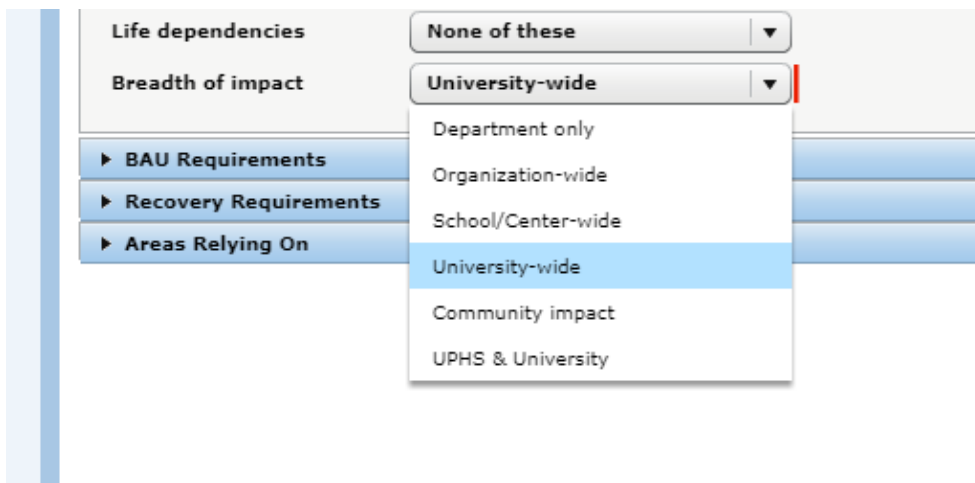 Life dependencies None of these
Breadth of impact University-wide
Department only
BAU Requirements
Organization-wide
Recovery Requirements
School/Center-wide
Areas Relying On
University-wide
Community impact
UPHS & University